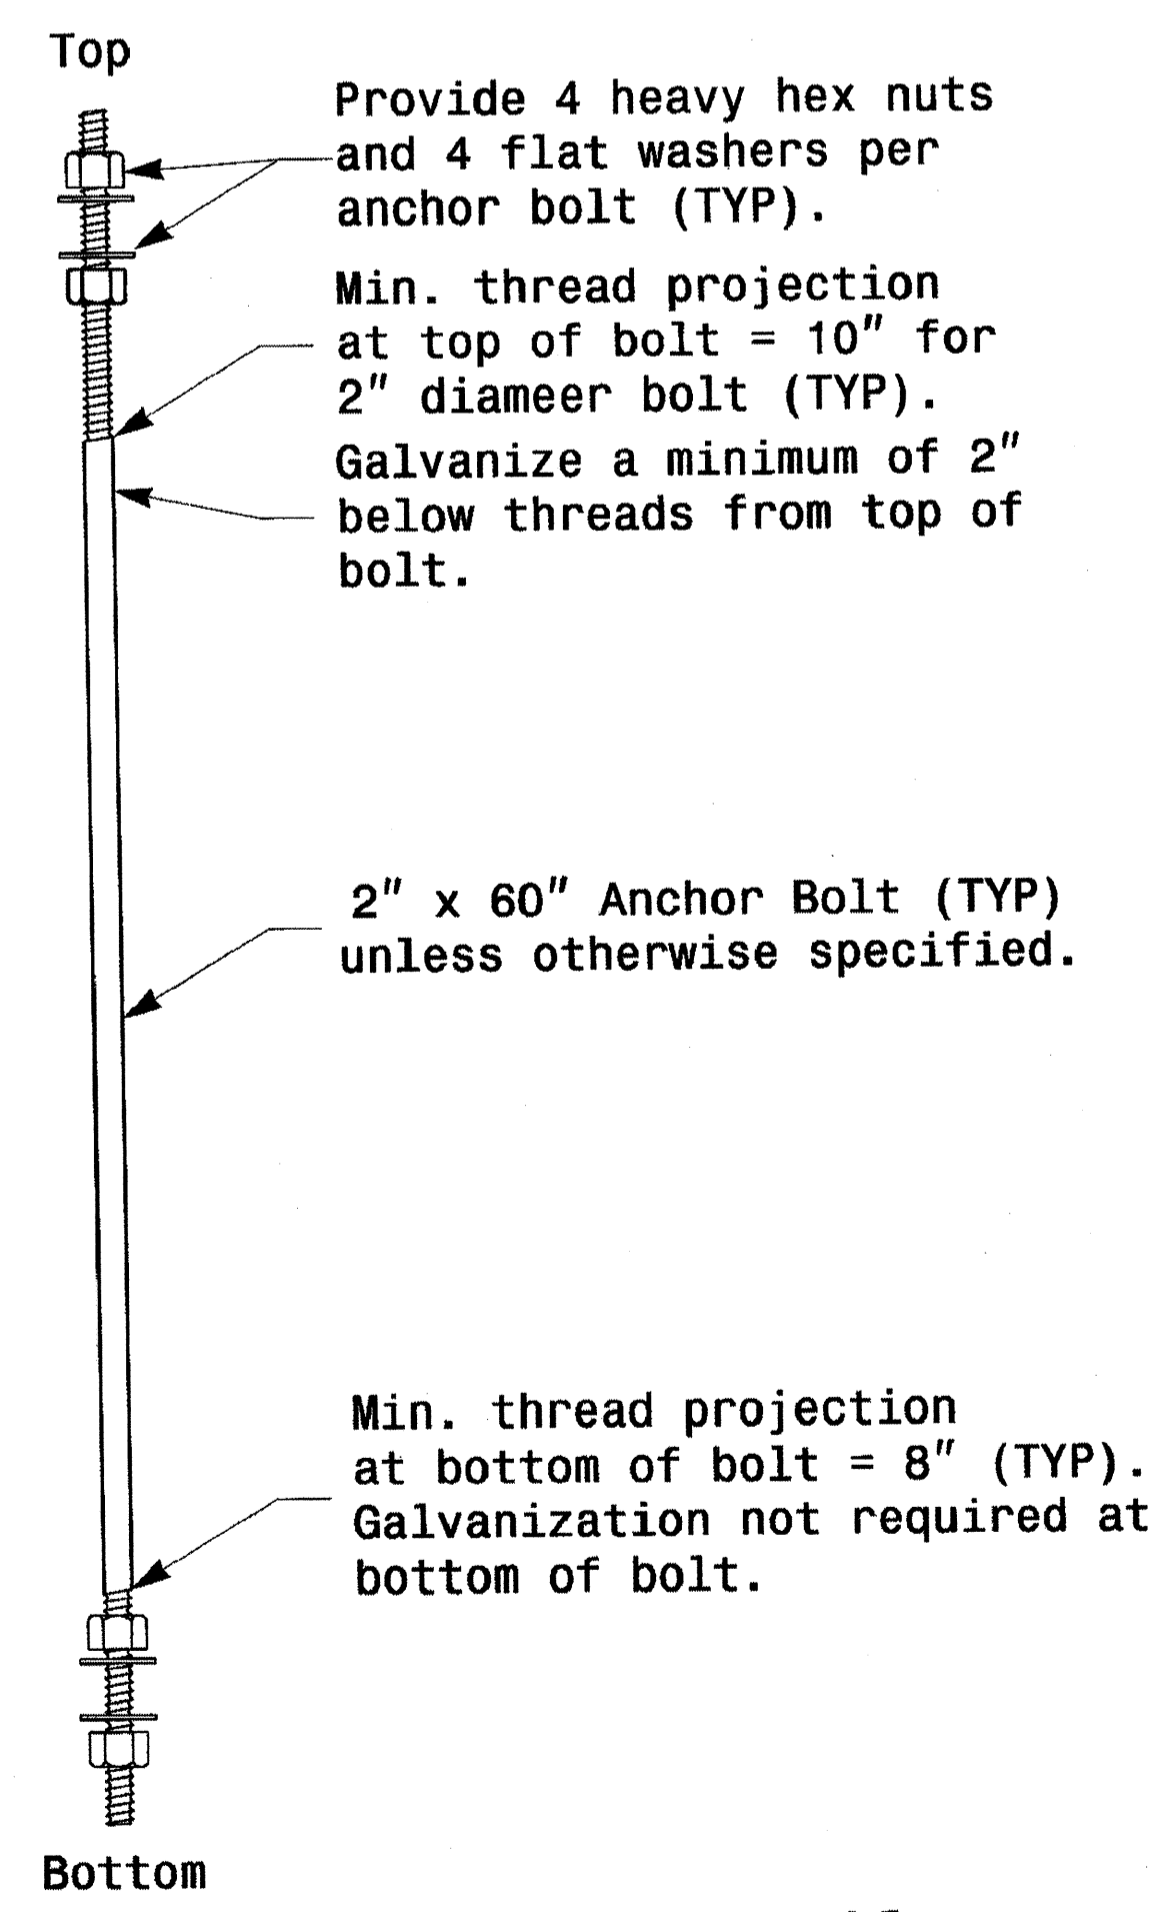 Top
Provide 4 heavy hex nuts
and 4 flat washers per
anchor bolt (TYP).
Min. thread projection
at top of bolt = 10" for
2" diameer bolt (TYP).
Galvanize a minimum of 2"
below threads from top of
bolt.
2" x 60" Anchor Bolt (TYP)
unless otherwise specified.
Min. thread projection
at bottom of bolt = 8" (TYP).
Galvanization not required at
bottom of bolt.
Bottom